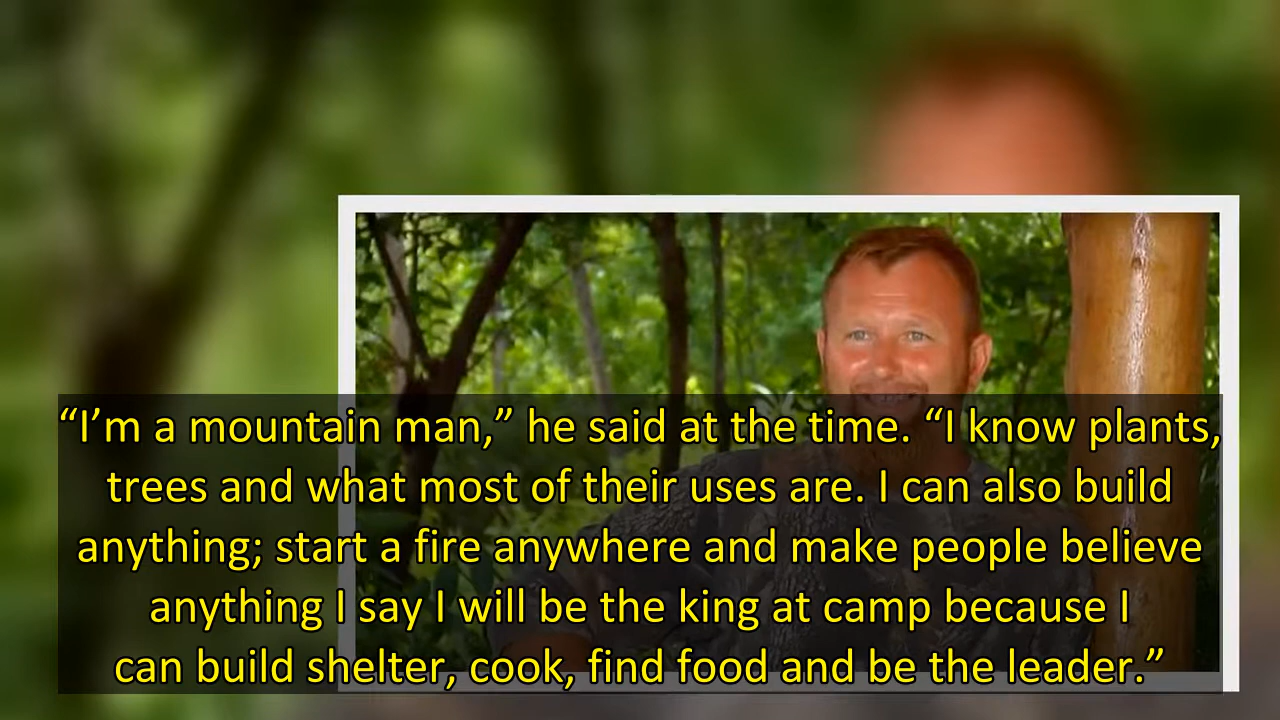 “I’m a mountain man,” he said at the time. “I know plants,
trees and what most of their uses are. I can also build
anything; start a fire anywhere and make people believe
anything I say I will be the king at camp because I
can build shelter, cook, find food and be the leader.”